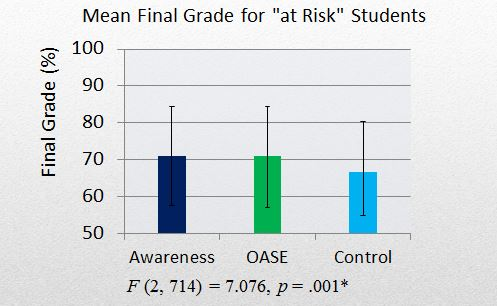 Mean Final Grade for "at Risk" Students
Final Grade (%)
100
90
80
70
60
50
Awareness OASE Control
F (2, 714) = 7.076, p = .001*